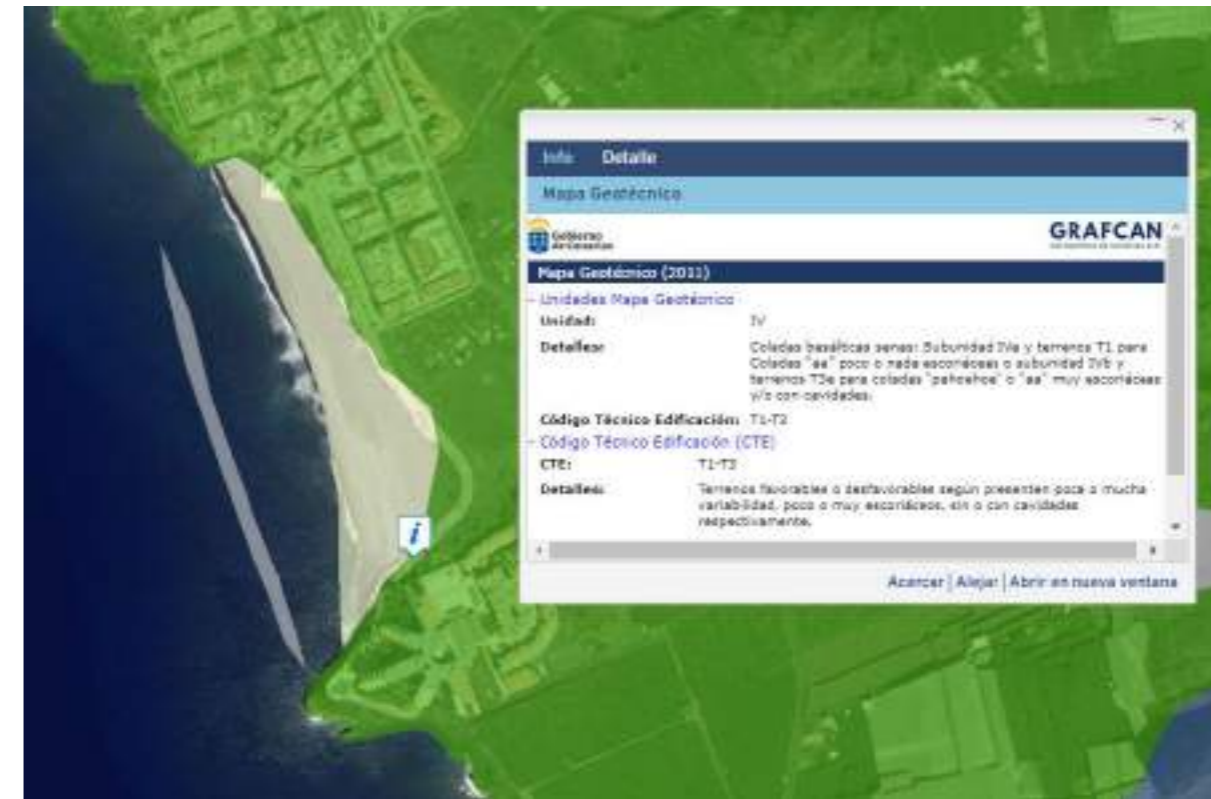 Info Detalle
Mapa Geotécnico
Gobierno
de Canarias
GRAFCAN
Mapa Geotécnico (2011)
Unidades Mapa Geotécnico
Unidad: IV
Detalles: Coladas basálticas sanas: Subunidad IVa y terrenos T1 para
Coladas "aa" poco o nada escoriáceas o subunidad IVb y
terrenos T3e para coladas "pahoehoe" o "aa" muy escoriáceas
y/o con cavidades.
Código Técnico Edificación: T1-T3
Código Técnico Edificación (CTE)
CTE: T1-T3
Detalles: Terrenos favorables o desfavorables según presenten poca o mucha
variabilidad, poco o muy escoriáceos, sin o con cavidades
respectivamente.
Acercar | Alejar | Abrir en nueva ventana